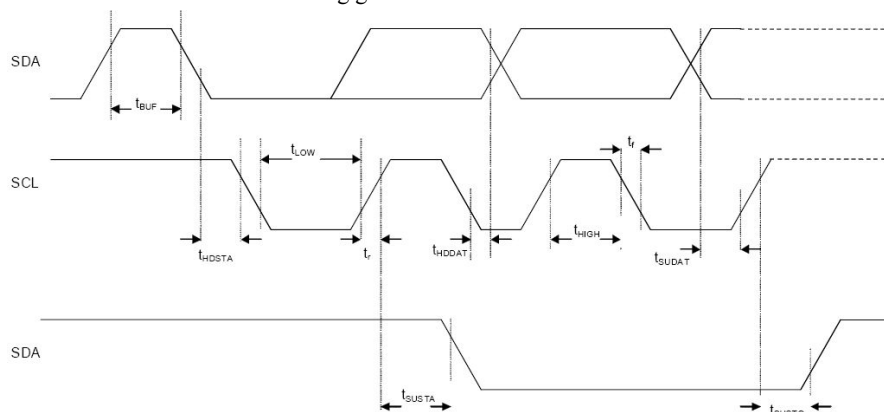 SDA
tBUF
tLOW
tf
SCL
tHDSTA
tr
tHDDAT
tHIGH
tSUDAT
SDA
tSUSTA